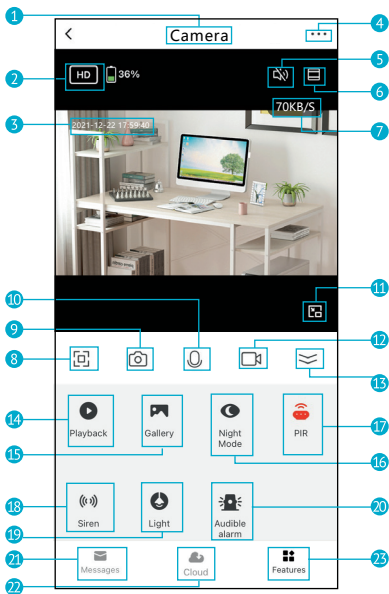 1
Camera
4
5
2
HD
36%
6
70KB/S
3
2021-12-22 17:59:40
7
10
11
9
12
8
13
14
Playback
Gallery
Night
Mode
PIR
17
15
16
18
Siren
Light
Audible
alarm
20
19
21
Messages
Cloud
Features
23
22